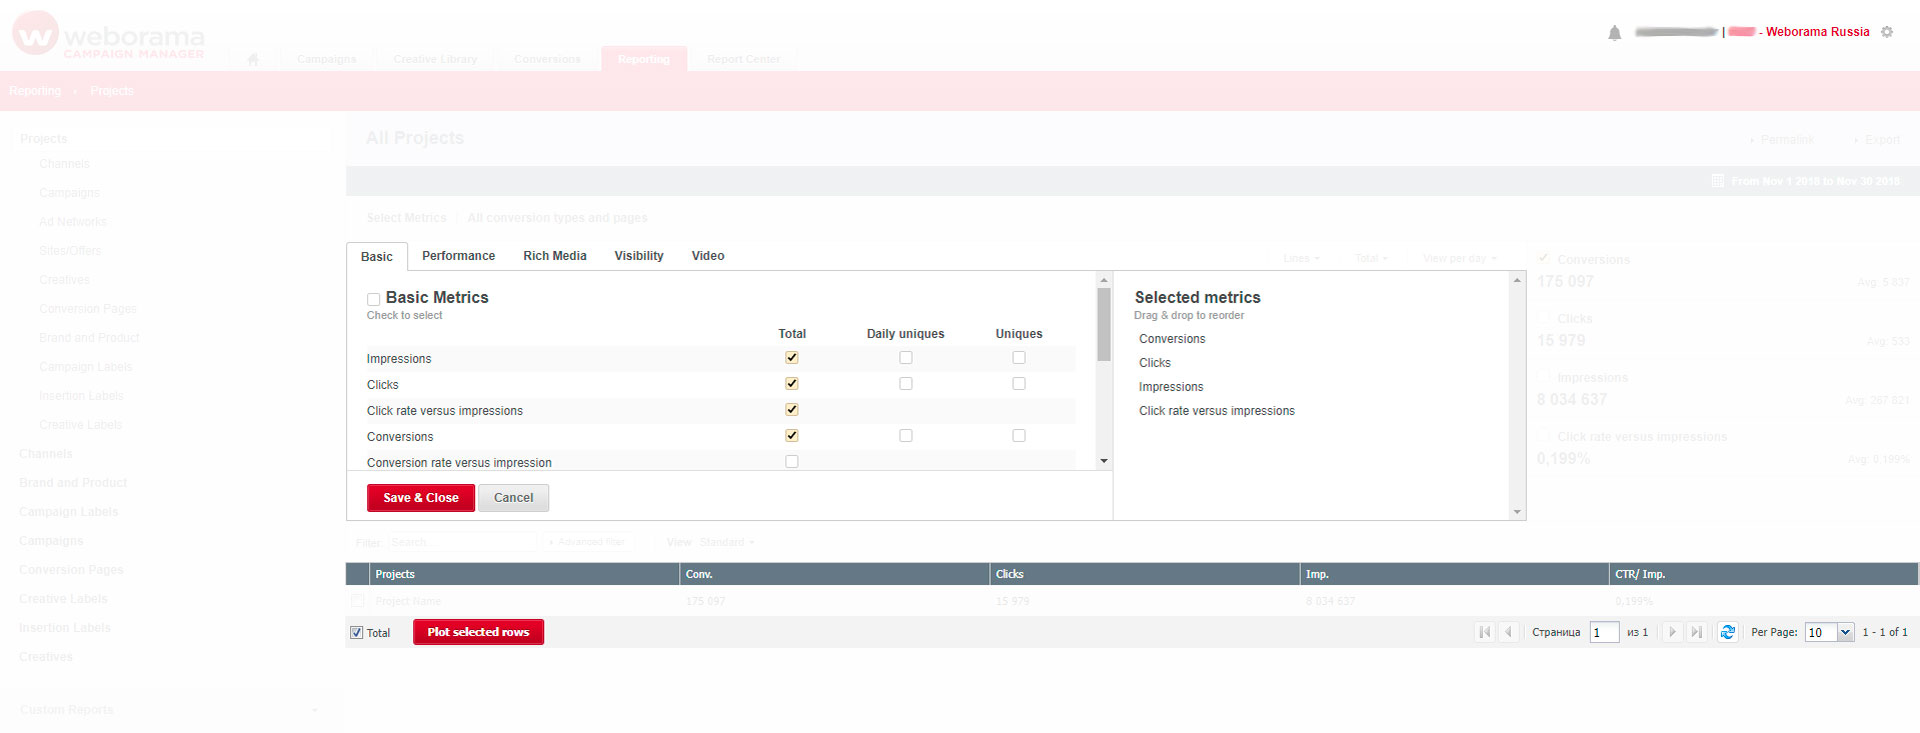 weborama
CAMPAIGN MANAGER
- Weborama Russia
Campaigns Creative Library Conversions Reporting Report Center
Reporting Projects
Projects
Channels
Campaigns
Ad Networks
Sites/Offers
Creatives
Conversion Pages
Brand and Product
Campaign Labels
Insertion Labels
Creative Labels
Channels
Brand and Product
Campaign Labels
Campaigns
Conversion Pages
Creative Labels
Insertion Labels
Creatives
Custom Reports
All Projects
Permalink Export
From Nov 1 2018 to Nov 30 2018
Select Metrics All conversion types and pages
Basic Performance Rich Media Visibility Video
Lines Total View per day
Basic Metrics
Check to select
Total Daily uniques Uniques
Impressions
Clicks
Click rate versus impressions
Conversions
Conversion rate versus impression
Save & Close Cancel
Selected metrics
Drag & drop to reorder
Conversions
Clicks
Impressions
Click rate versus impressions
Conversions
175 097 Avg: 5 837
Clicks
15 979 Avg: 533
Impressions
8 034 637 Avg: 267 821
Click rate versus impressions
0,199% Avg: 0,199%
Filter: Search... Advanced filter View Standard
Projects Conv. Clicks Imp. CTR/ Imp.
Project Name 175 097 15 979 8 034 637 0,199%
Total Plot selected rows Страница 1 из 1 Per Page: 10 1 - 1 of 1